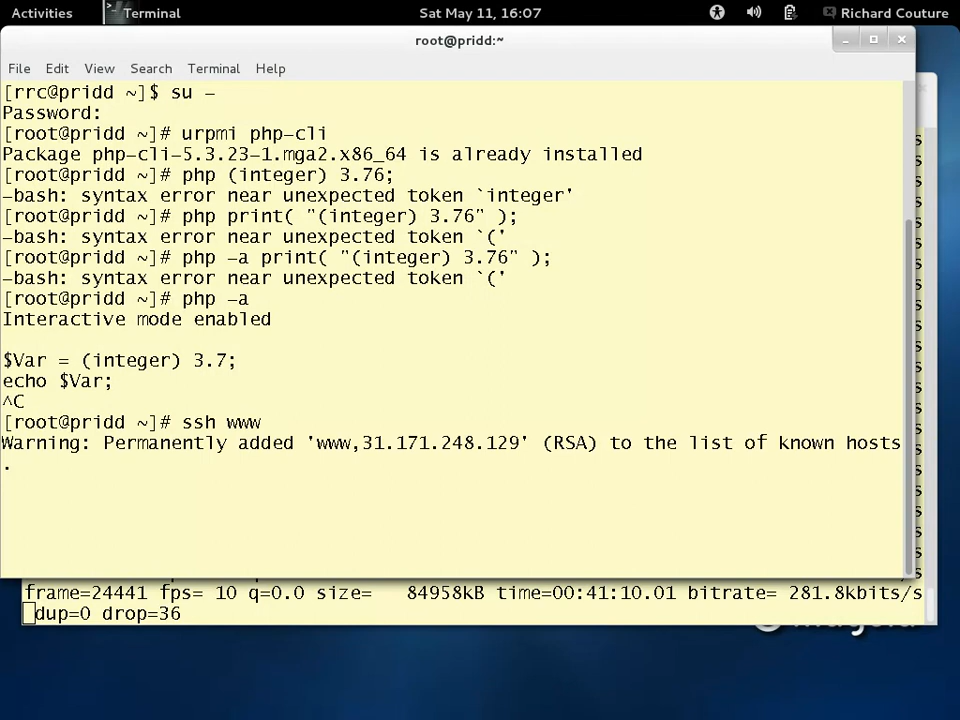 Activities
Terminal
Sat May 11, 16:07
Richard Couture
root@pridd:~
File Edit View Search Terminal Help
[rrc@pridd ~]$ su -
Password:
[root@pridd ~]# urpmi php-cli
Package php-cli-5.3.23-1.mga2.x86_64 is already installed
[root@pridd ~]# php (integer) 3.76;
-bash: syntax error near unexpected token `integer'
[root@pridd ~]# php print( "(integer) 3.76" );
-bash: syntax error near unexpected token `('
[root@pridd ~]# php -a print( "(integer) 3.76" );
-bash: syntax error near unexpected token `('
[root@pridd ~]# php -a
Interactive mode enabled
$Var = (integer) 3.7;
echo $Var;
^C
[root@pridd ~]# ssh www
Warning: Permanently added 'www,31.171.248.129' (RSA) to the list of known hosts
.
frame=24441 fps= 10 q=0.0 size=   84958kB time=00:41:10.01 bitrate= 281.8kbits/s
dup=0 drop=36